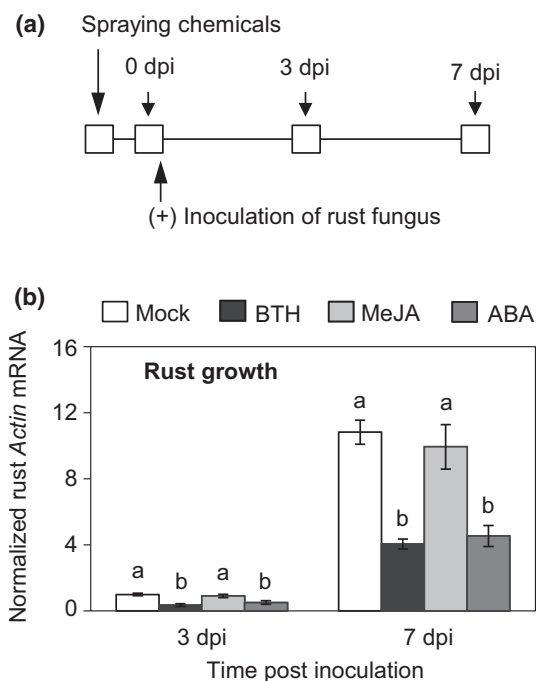 (a)
Spraying chemicals
0 dpi
3 dpi
7 dpi
(+) Inoculation of rust fungus
(b)
Mock BTH MeJA ABA
Normalized rust Actin mRNA
16
12
8
4
0
Rust growth
a b a b
a b a b
3 dpi 7 dpi
Time post inoculation